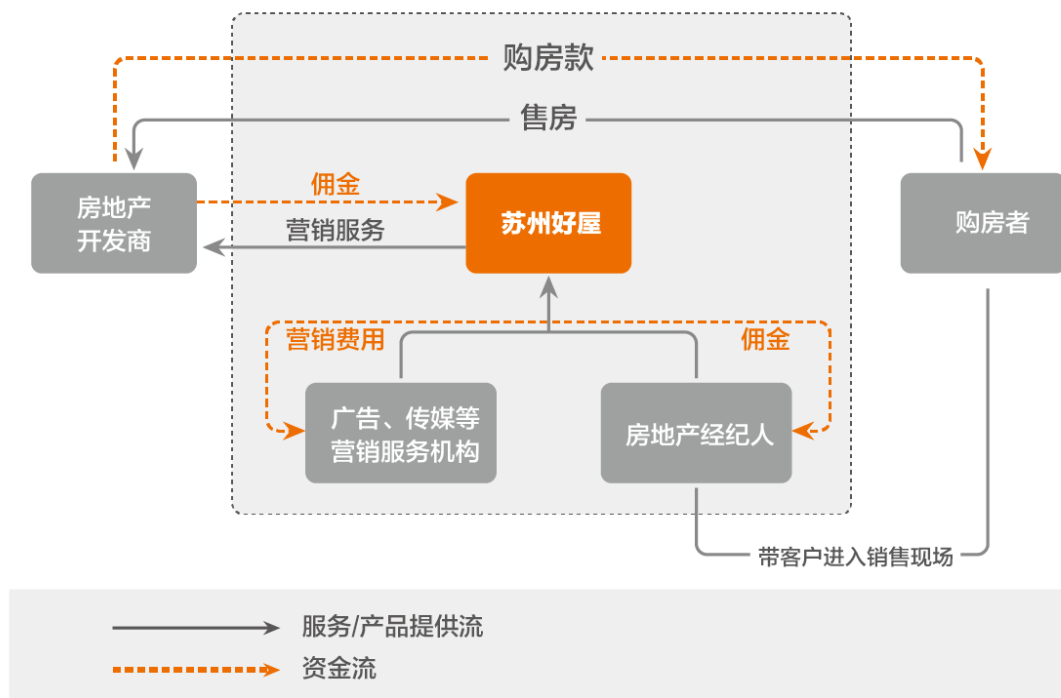 购房款
售房
佣金
房地产
开发商
苏州好屋
购房者
营销服务
营销费用
佣金
广告、传媒等
营销服务机构
房地产经纪人
带客户进入销售现场
服务/产品提供流
资金流